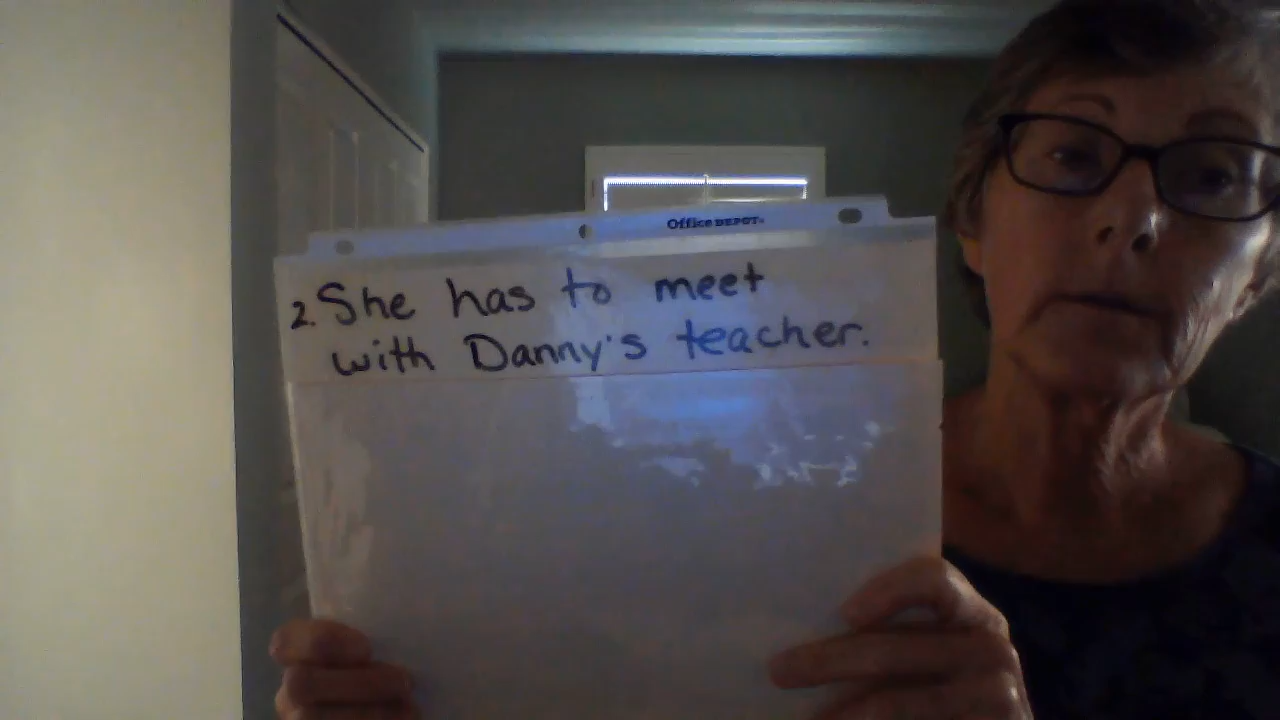 Office DEPOT
2. She has to meet
with Danny's teacher.